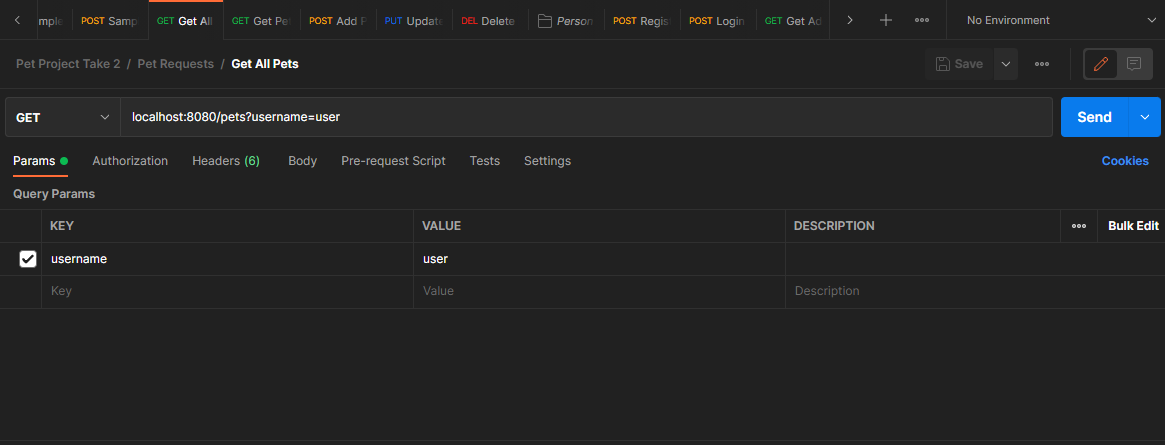 mple POST Samp GET Get All GET Get Pe POST Add P PUT Update DEL Delete Person POST Regis POST Login GET Get Ad No Environment
Pet Project Take 2 / Pet Requests / Get All Pets Save
GET localhost:8080/pets?username=user Send
Params Authorization Headers (6) Body Pre-request Script Tests Settings Cookies
Query Params
KEY VALUE DESCRIPTION Bulk Edit
username user
Key Value Description